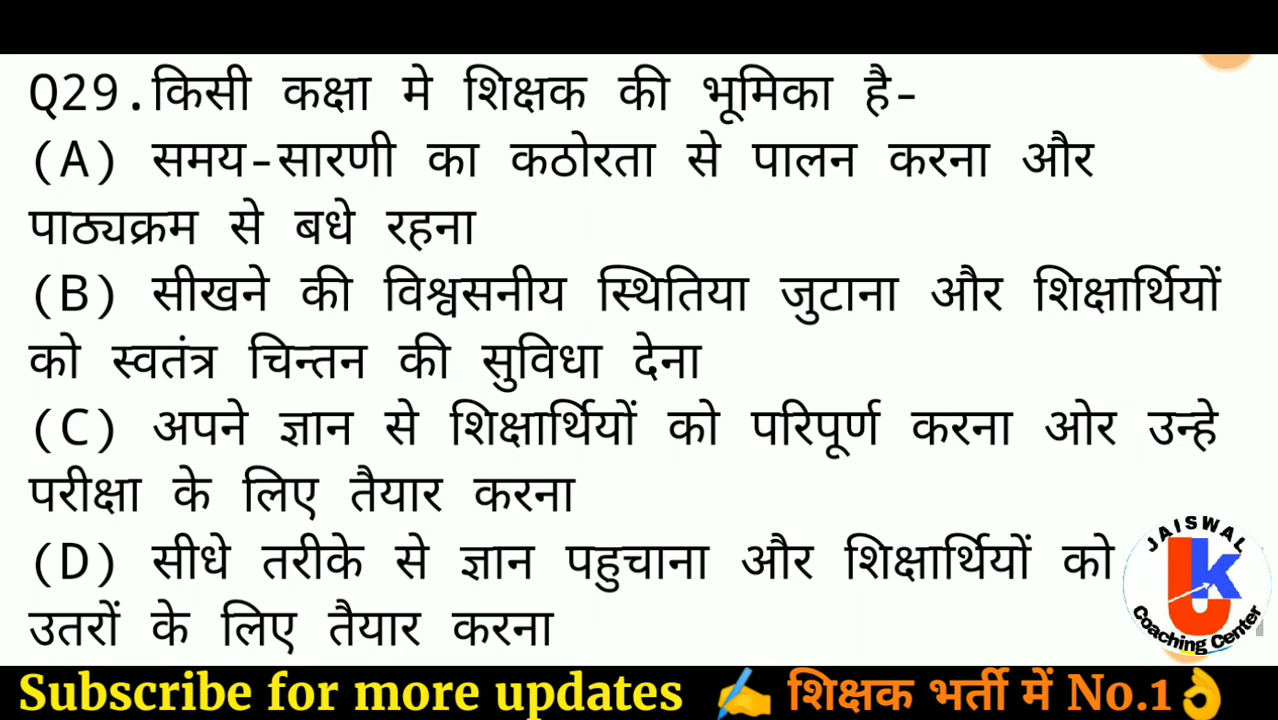 Q29.किसी कक्षा मे शिक्षक की भूमिका है-
(A) समय-सारणी का कठोरता से पालन करना और
पाठ्यक्रम से बधे रहना
(B) सीखने की विश्वसनीय स्थितिया जुटाना और शिक्षार्थियों
को स्वतंत्र चिन्तन की सुविधा देना
(C) अपने ज्ञान से शिक्षार्थियों को परिपूर्ण करना ओर उन्हे
परीक्षा के लिए तैयार करना
(D) सीधे तरीके से ज्ञान पहुचाना और शिक्षार्थियों को
उतरों के लिए तैयार करना
JAISWAL
JK
Coaching Center
Subscribe for more updates ✍️ शिक्षक भर्ती में No.1👌